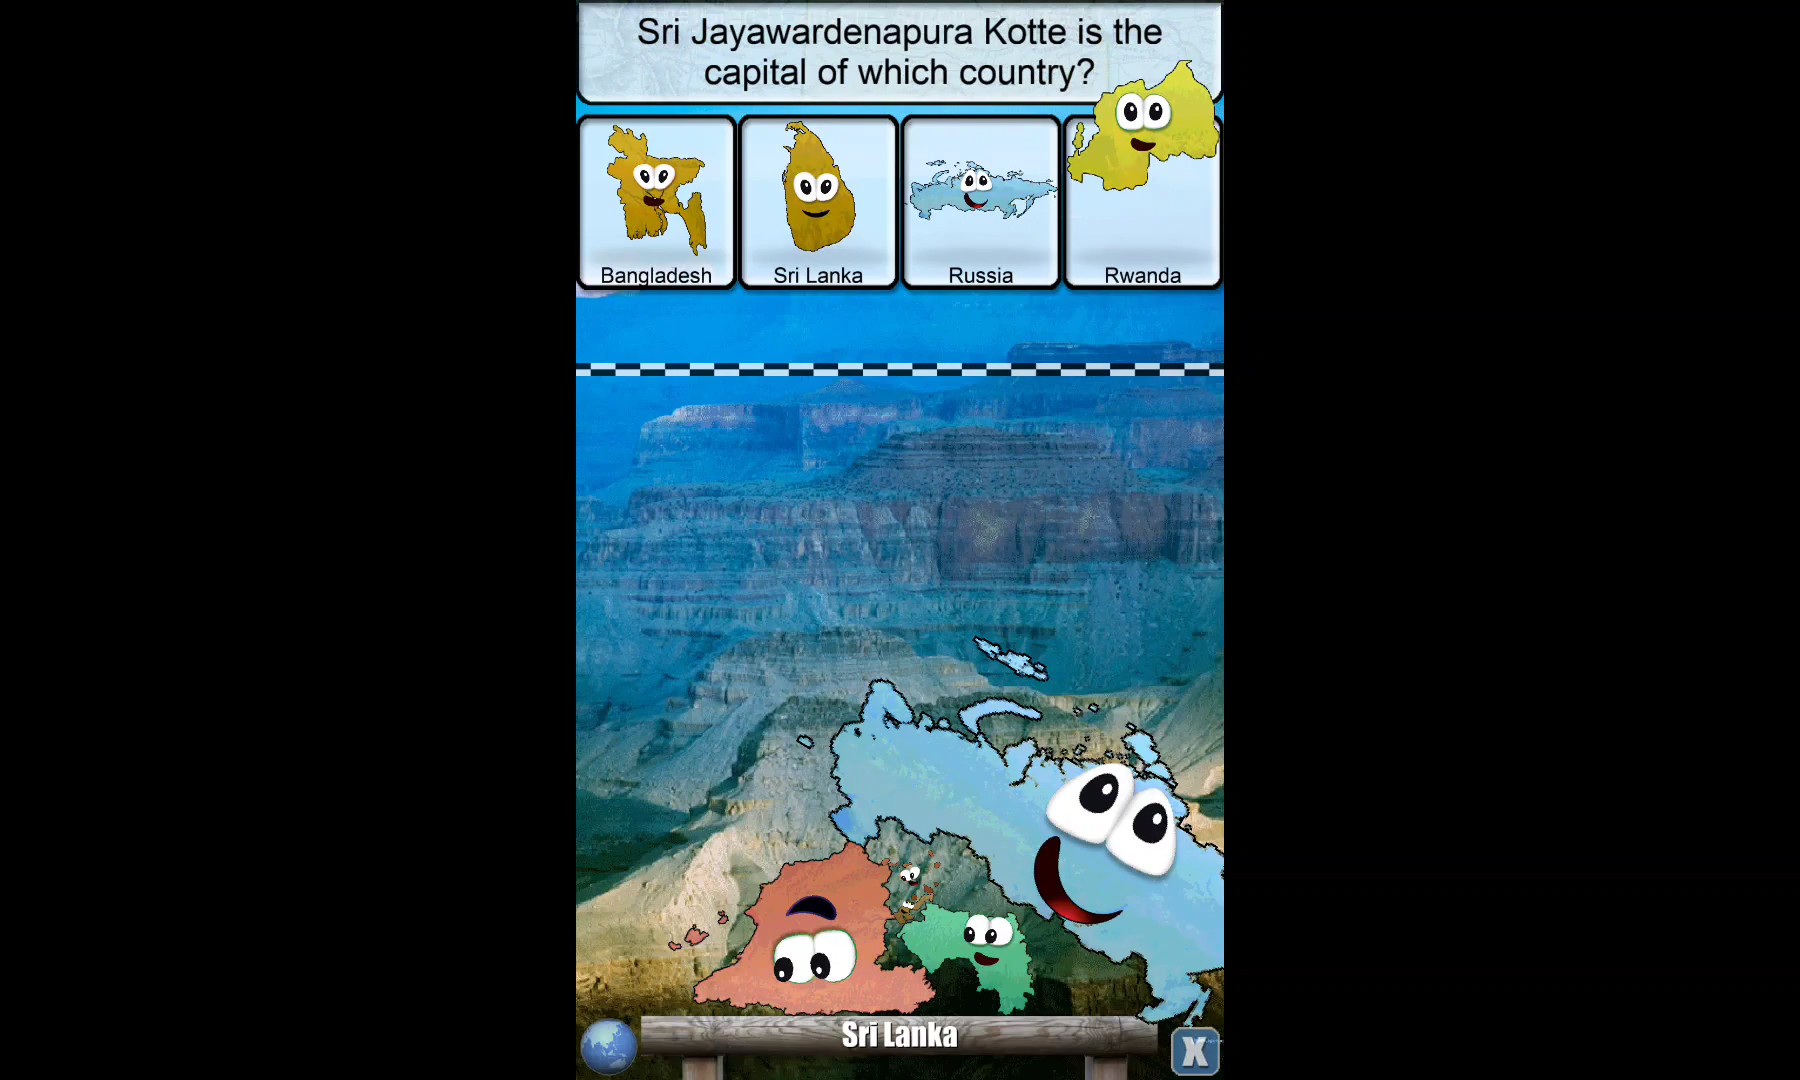 Sri Jayawardenapura Kotte is the
capital of which country?
Bangladesh
Sri Lanka
Russia
Rwanda
Sri Lanka
X